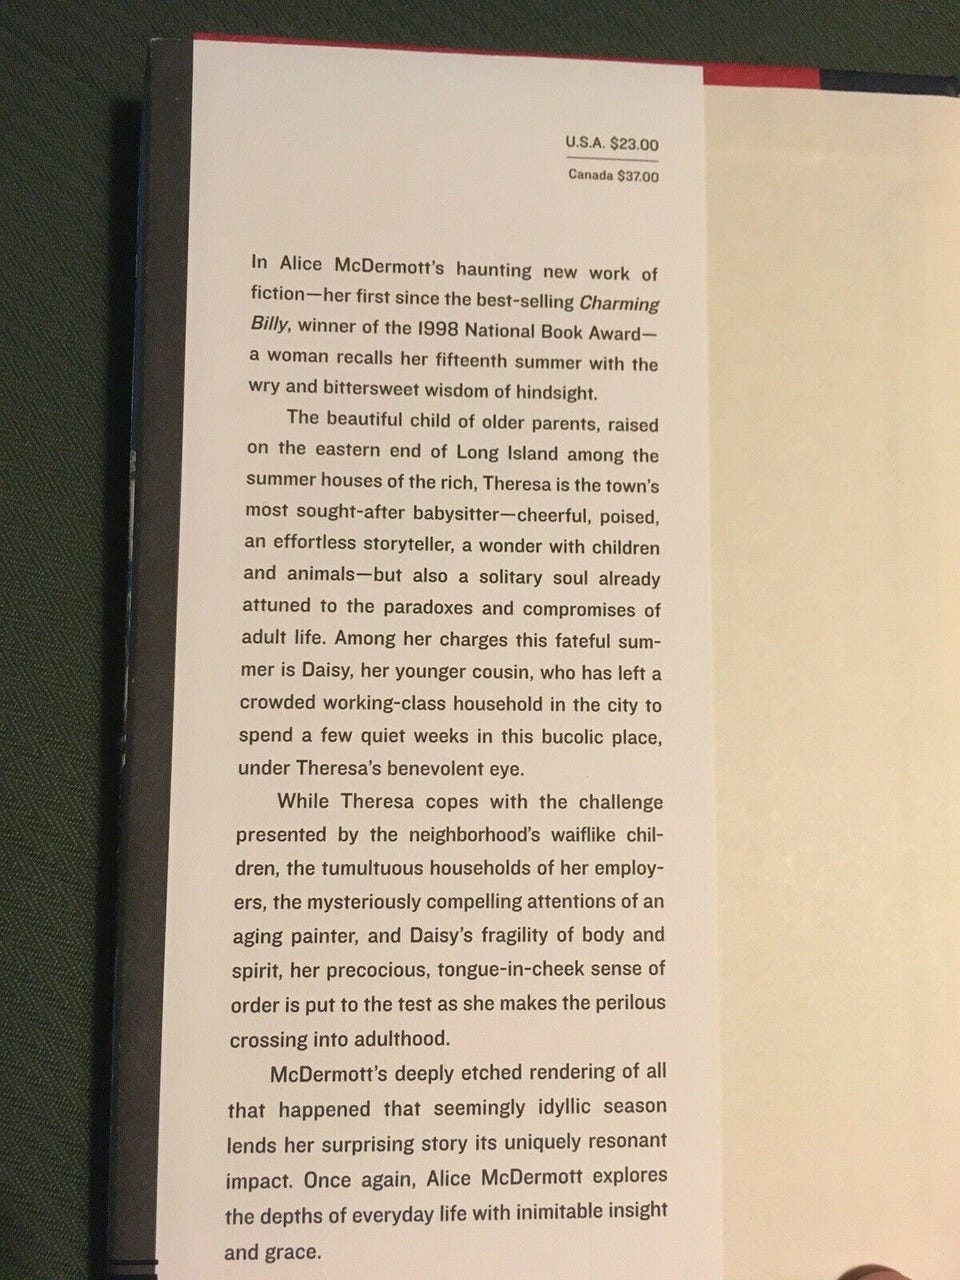 U.S.A. $23.00
Canada $37.00
In Alice McDermott's haunting new work of
fiction—her first since the best-selling Charming
Billy, winner of the 1998 National Book Award—
a woman recalls her fifteenth summer with the
wry and bittersweet wisdom of hindsight.
The beautiful child of older parents, raised
on the eastern end of Long Island among the
summer houses of the rich, Theresa is the town's
most sought-after babysitter—cheerful, poised,
an effortless storyteller, a wonder with children
and animals—but also a solitary soul already
attuned to the paradoxes and compromises of
adult life. Among her charges this fateful sum-
mer is Daisy, her younger cousin, who has left a
crowded working-class household in the city to
spend a few quiet weeks in this bucolic place,
under Theresa's benevolent eye.
While Theresa copes with the challenge
presented by the neighborhood's waiflike chil-
dren, the tumultuous households of her employ-
ers, the mysteriously compelling attentions of an
aging painter, and Daisy's fragility of body and
spirit, her precocious, tongue-in-cheek sense of
order is put to the test as she makes the perilous
crossing into adulthood.
McDermott's deeply etched rendering of all
that happened that seemingly idyllic season
lends her surprising story its uniquely resonant
impact. Once again, Alice McDermott explores
the depths of everyday life with inimitable insight
and grace.